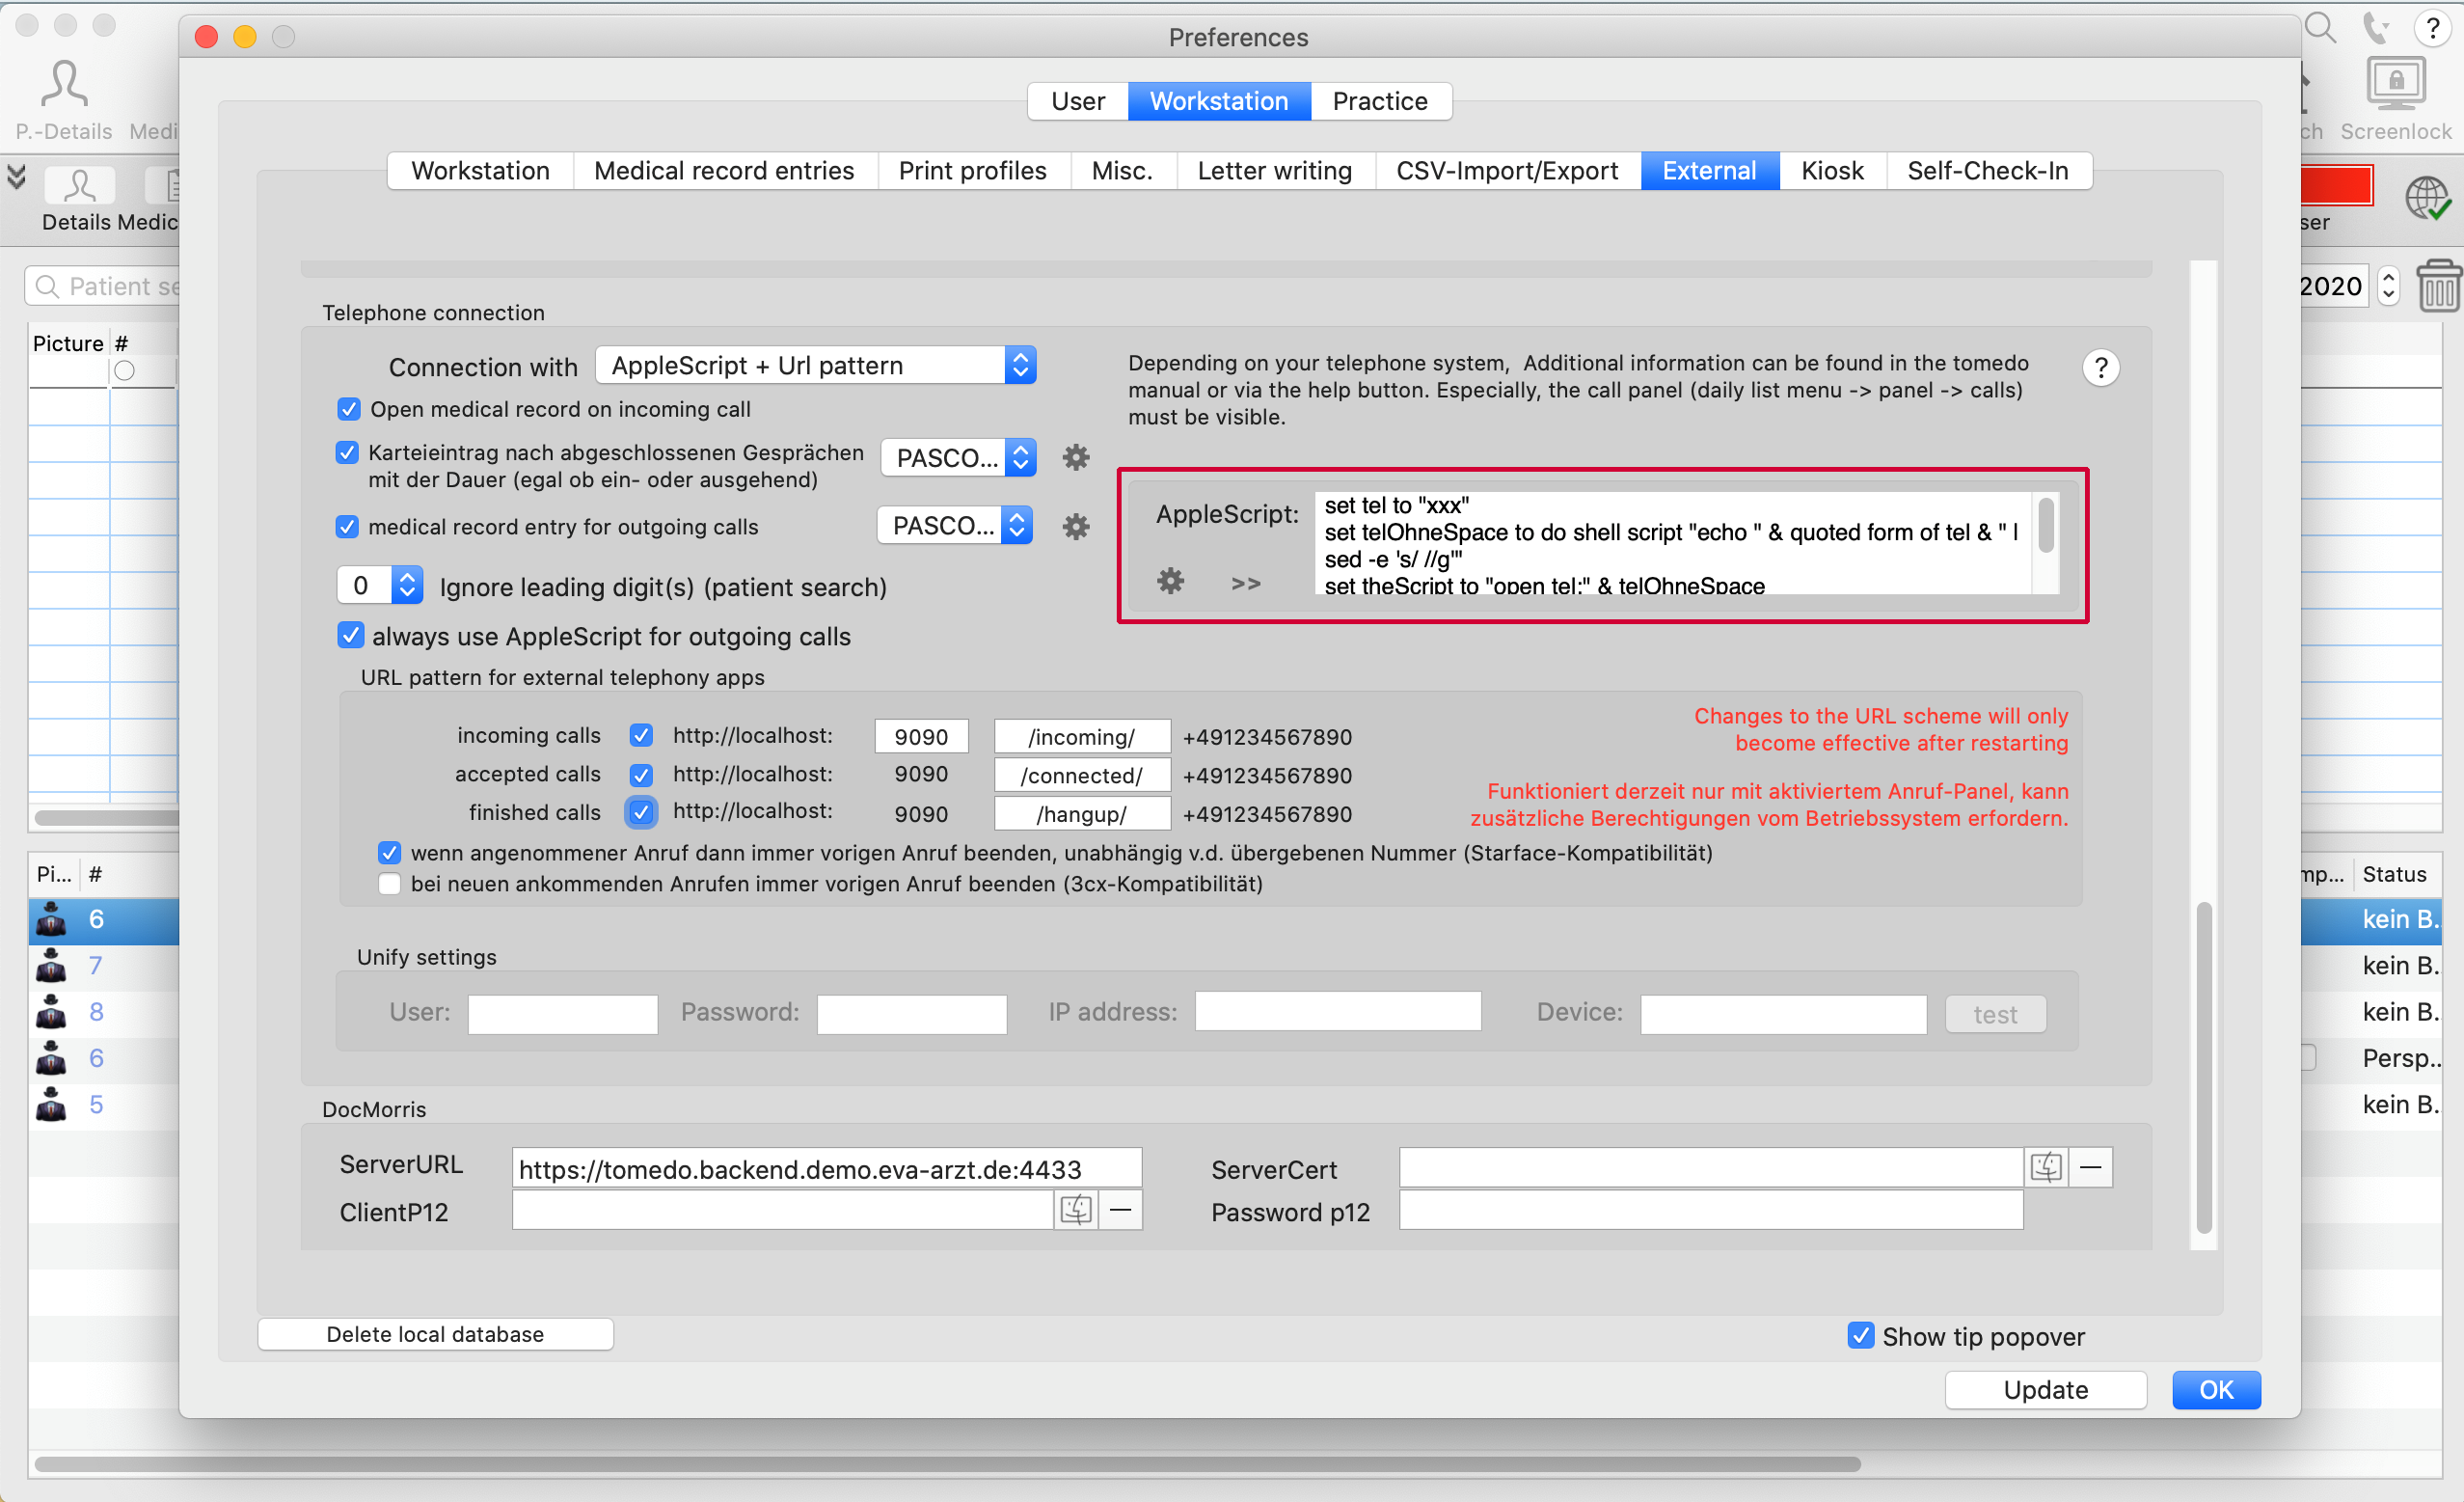 Preferences
?
User Workstation Practice
P.-Details Medi
ch Screenlock
Workstation Medical record entries Print profiles Misc. Letter writing CSV-Import/Export External Kiosk Self-Check-In
Details Medic
ser
Patient se
2020
Picture #
Telephone connection
Connection with AppleScript + Url pattern
Depending on your telephone system, Additional information can be found in the tomedo
manual or via the help button. Especially, the call panel (daily list menu -> panel -> calls)
must be visible.
?
Open medical record on incoming call
Karteieintrag nach abgeschlossenen Gesprächen
mit der Dauer (egal ob ein- oder ausgehend)
PASCO...
medical record entry for outgoing calls PASCO...
AppleScript:
set tel to "xxx"
set telOhneSpace to do shell script "echo " & quoted form of tel & " |
sed -e 's/ //g'"
set theScript to "open tel:" & telOhneSpace
>>
0 Ignore leading digit(s) (patient search)
always use AppleScript for outgoing calls
URL pattern for external telephony apps
incoming calls http://localhost: 9090 /incoming/ +491234567890
accepted calls http://localhost: 9090 /connected/ +491234567890
finished calls http://localhost: 9090 /hangup/ +491234567890
Changes to the URL scheme will only
become effective after restarting
Funktioniert derzeit nur mit aktiviertem Anruf-Panel, kann
zusätzliche Berechtigungen vom Betriebssystem erfordern.
wenn angenommener Anruf dann immer vorigen Anruf beenden, unabhängig v.d. übergebenen Nummer (Starface-Kompatibilität)
bei neuen ankommenden Anrufen immer vorigen Anruf beenden (3cx-Kompatibilität)
Pi... #
mp... Status
6 kein B..
7 kein B..
8 kein B..
6 Persp..
5 kein B..
Unify settings
User: Password: IP address: Device: test
DocMorris
ServerURL https://tomedo.backend.demo.eva-arzt.de:4433 ServerCert
ClientP12 Password p12
Delete local database
Show tip popover
Update OK